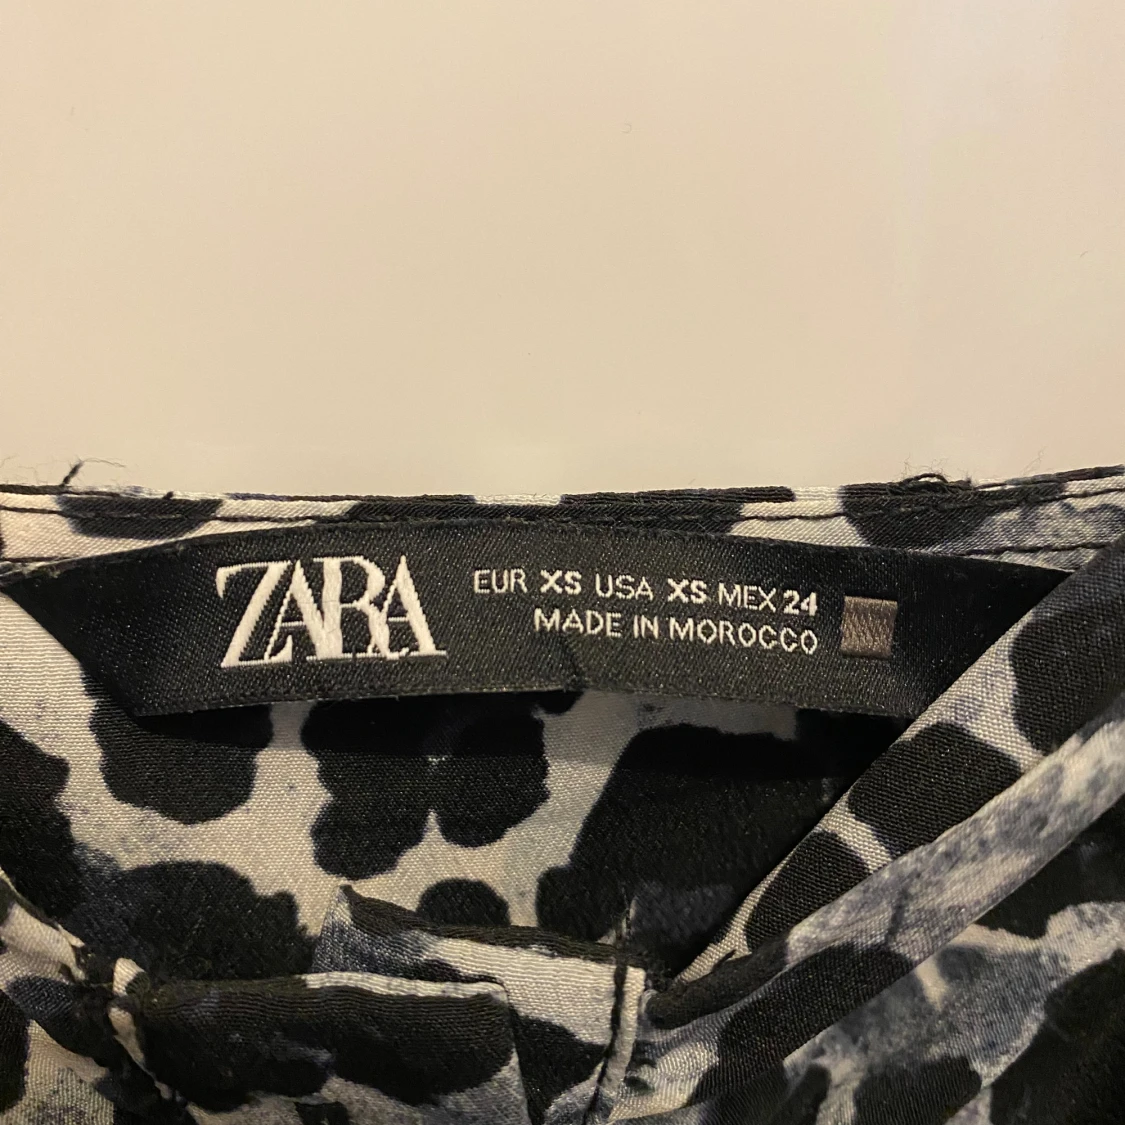 ZARA
EUR XS USA XS MEX 24
MADE IN MOROCCO